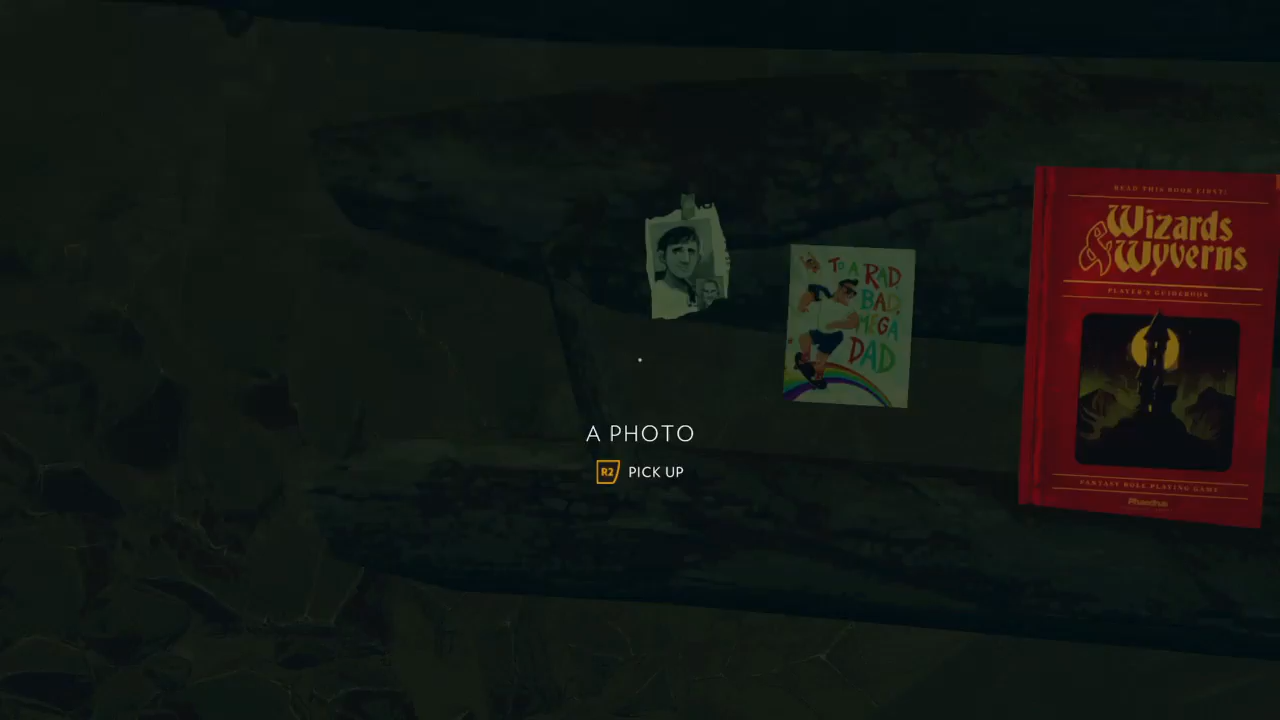 TO A RAD,
BAD,
MEGA
DAD
READ THIS BOOK FIRST!
Wizards
& Wyverns
PLAYER'S GUIDEBOOK
FANTASY ROLE PLAYING GAME
Phaedrus
A PHOTO
R2 PICK UP